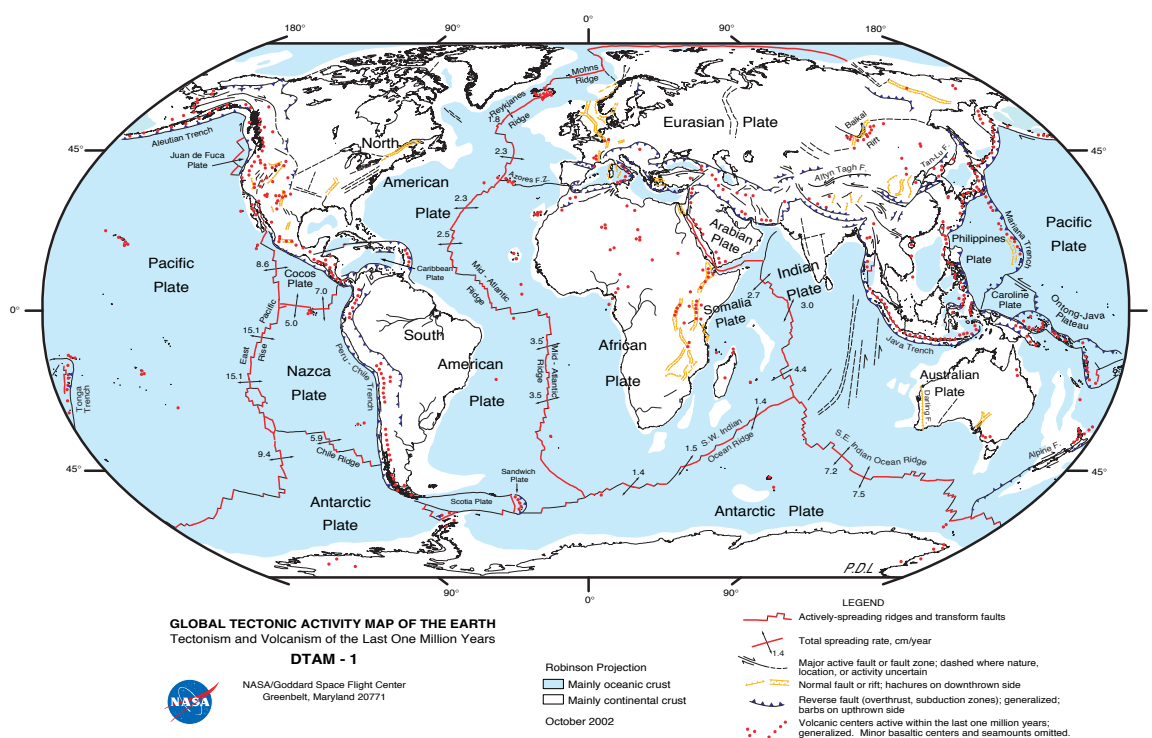 180°
90°
0°
90°
180°
Mohns
Ridge
Reykjanes
Ridge
1.8
Aleutian Trench
45°
45°
Juan de Fuca
Plate
North
American
Plate
2.3
Azores F.Z.
2.3
2.5
Eurasian Plate
Baikal
Rift
Altyn Tagh F.
Tan-Lu F.
Arabian
Plate
Indian
Plate
Philippines
Plate
Mariana Trench
Pacific
Plate
Pacific
Plate
8.6
Cocos
Plate
7.0
5.0
Caribbean
Plate
Mid - Atlantic
Ridge
2.7
3.0
Somalia
Plate
Caroline
Plate
Ontong-Java
Plateau
0°
0°
East
Pacific
Rise
15.1
15.1
South
American
Plate
3.5
Mid Atlantic
Ridge
3.5
African
Plate
Java Trench
Nazca
Plate
Peru - Chile Trench
4.4
Australian
Plate
Darling F.
Tonga
Trench
1.4
5.9
Chile Ridge
9.4
45°
45°
S.W. Indian
Ocean Ridge
1.5
1.4
S.E. Indian Ocean Ridge
7.2
7.5
Alpine F.
Sandwich
Plate
Scotia Plate
Antarctic
Plate
Antarctic Plate
P.D.L
90°
0°
90°
GLOBAL TECTONIC ACTIVITY MAP OF THE EARTH
Tectonism and Volcanism of the Last One Million Years
DTAM - 1
NASA
NASA/Goddard Space Flight Center
Greenbelt, Maryland 20771
Robinson Projection
Mainly oceanic crust
Mainly continental crust
October 2002
LEGEND
Actively-spreading ridges and transform faults
Total spreading rate, cm/year
1.4
Major active fault or fault zone; dashed where nature,
location, or activity uncertain
Normal fault or rift; hachures on downthrown side
Reverse fault (overthrust, subduction zones); generalized;
barbs on upthrown side
Volcanic centers active within the last one million years;
generalized. Minor basaltic centers and seamounts omitted.